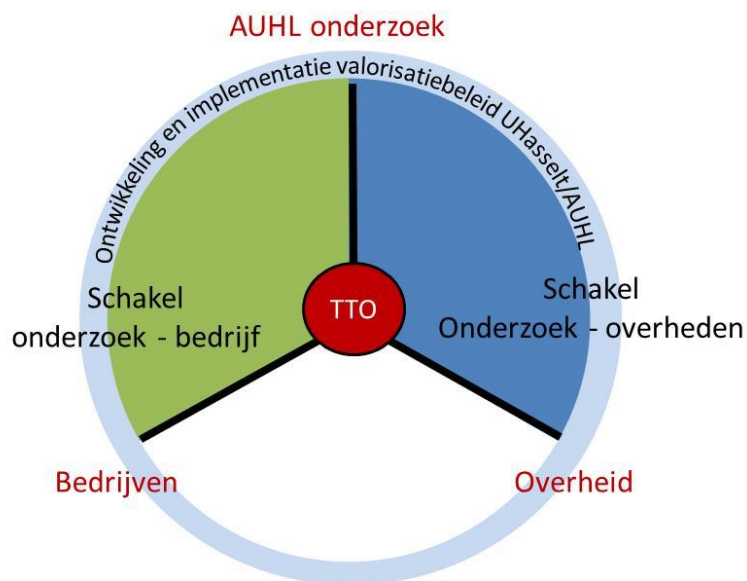 AUHL onderzoek
Ontwikkeling en implementatie valorisatiebeleid UHasselt/AUHL
Schakel
onderzoek - bedrijf
TTO
Schakel
Onderzoek - overheden
Bedrijven
Overheid